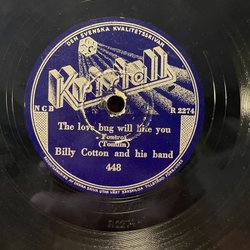 DEN SVENSKA KVALITETSSKIVAN
Kristall
NCB
R 2274
The love bug will bite you
Foxtrot
(Tomlin)
Billy Cotton and his band
448
R2274